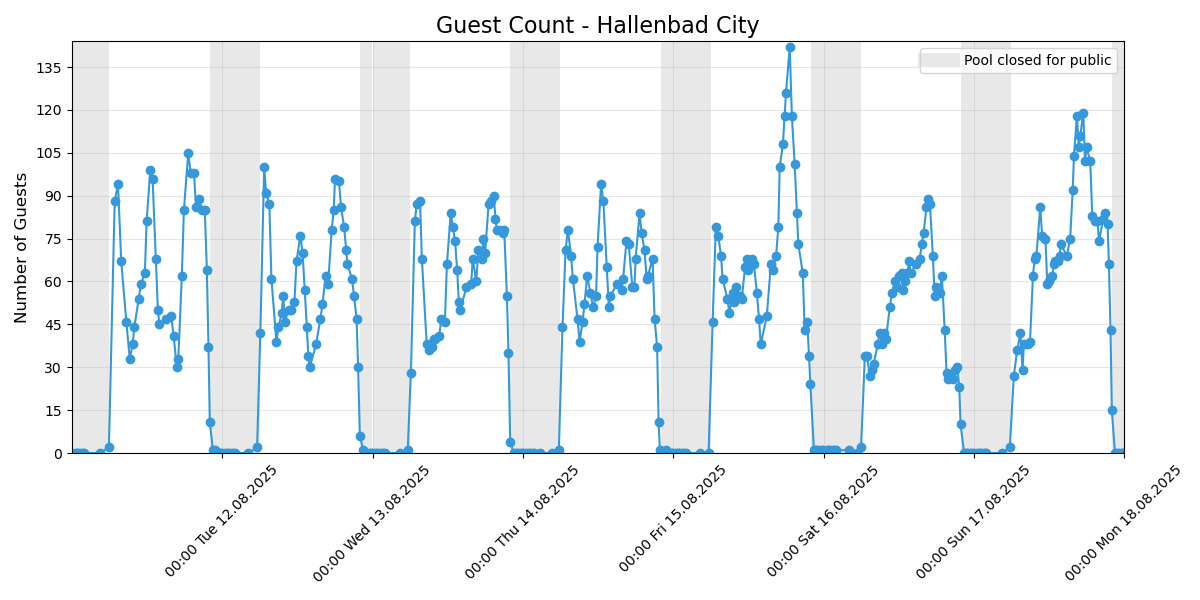 Guest Count - Hallenbad City
Pool closed for public
Number of Guests
135
120
105
90
75
60
45
30
15
0
00:00 Tue 12.08.2025
00:00 Wed 13.08.2025
00:00 Thu 14.08.2025
00:00 Fri 15.08.2025
00:00 Sat 16.08.2025
00:00 Sun 17.08.2025
00:00 Mon 18.08.2025